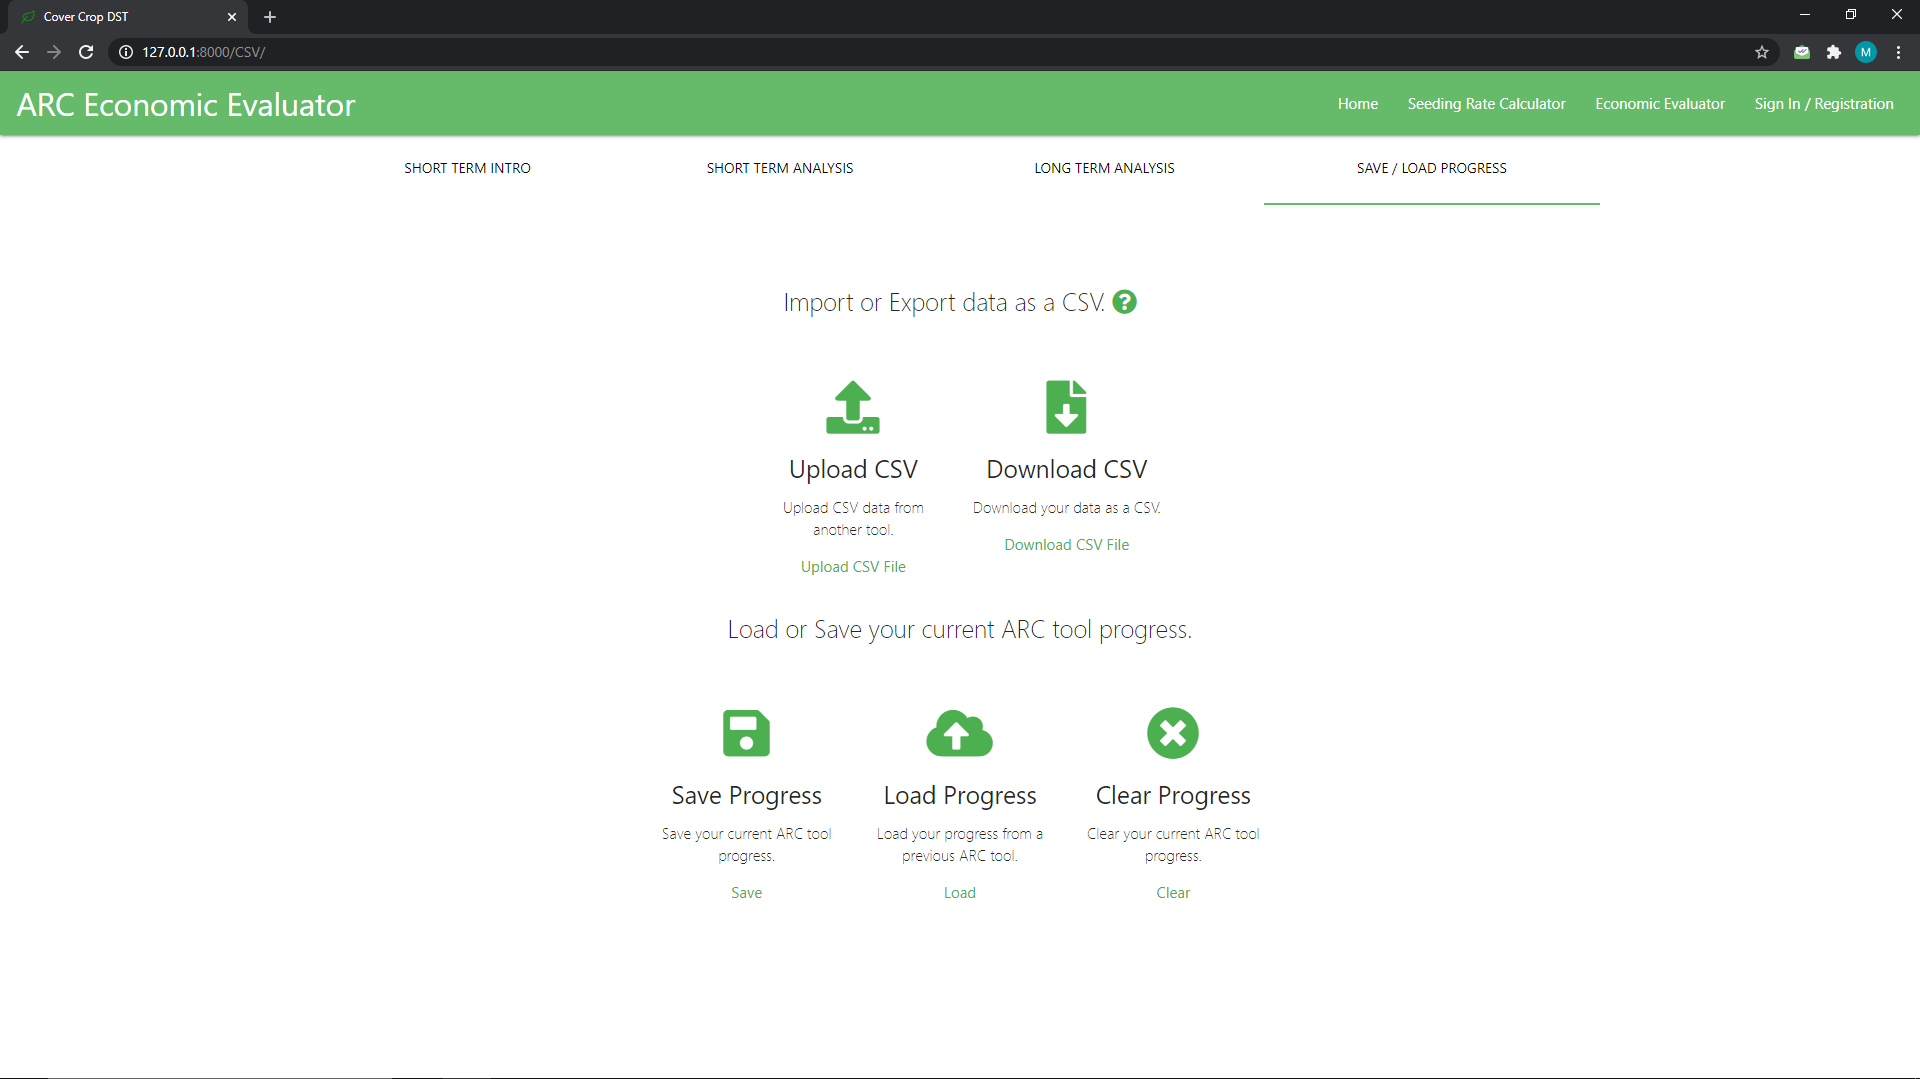 Cover Crop DST
127.0.0.1:8000/CSV/
M
ARC Economic Evaluator
Home
Seeding Rate Calculator
Economic Evaluator
Sign In / Registration
SHORT TERM INTRO
SHORT TERM ANALYSIS
LONG TERM ANALYSIS
SAVE / LOAD PROGRESS
Import or Export data as a CSV. ?
Upload CSV
Upload CSV data from
another tool.
Upload CSV File
Download CSV
Download your data as a CSV.
Download CSV File
Load or Save your current ARC tool progress.
Save Progress
Save your current ARC tool
progress.
Save
Load Progress
Load your progress from a
previous ARC tool.
Load
Clear Progress
Clear your current ARC tool
progress.
Clear